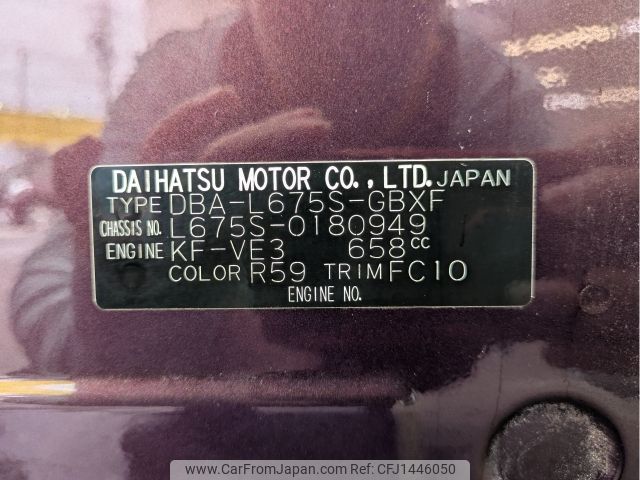 DAIHATSU MOTOR CO., LTD. JAPAN
TYPE DBA-L675S-GBXF
CHASSIS NO. L675S-0180949
ENGINE KF-VE3 658CC
COLOR R59 TRIM FC10
ENGINE NO.
www.CarFromJapan.com | Photo ID: CFJ1446050